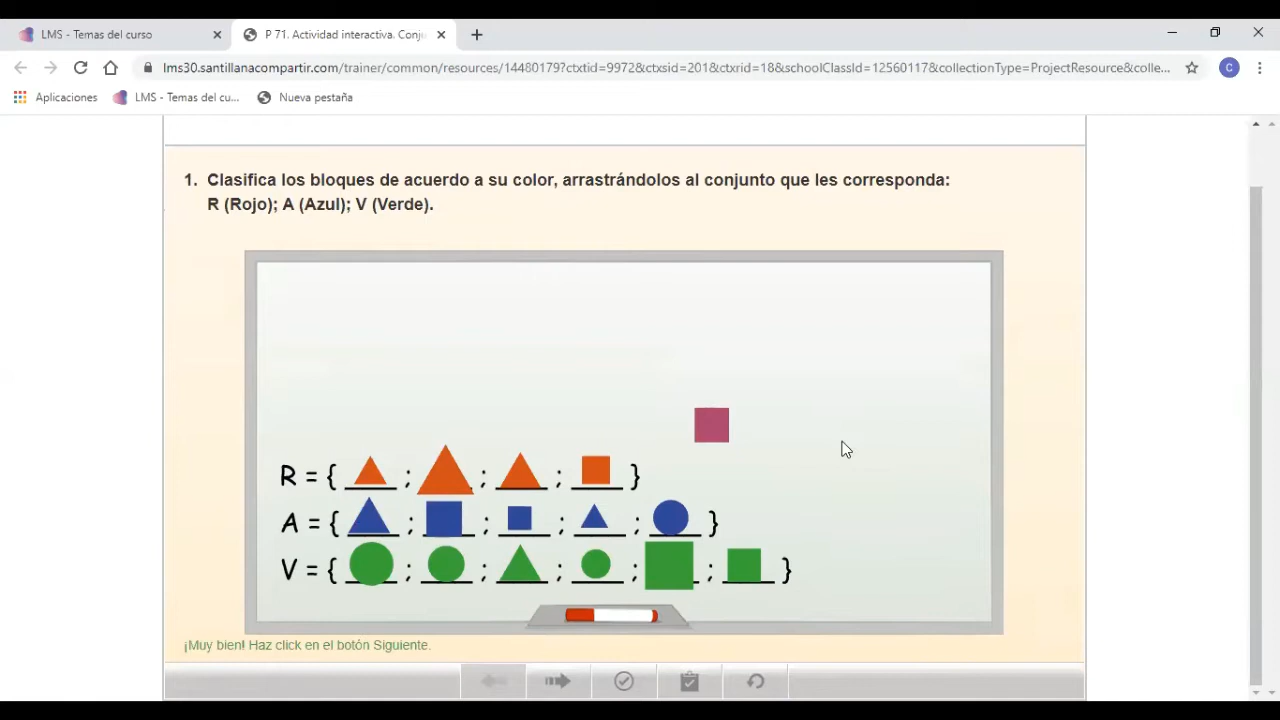 LMS - Temas del curso
P 71. Actividad interactiva. Conj
lms30.santillanacompartir.com/trainer/common/resources/14480179?ctxtid=9972&ctxsid=201&ctxrid=18&schoolClassId=12560117&collectionType=ProjectResource&colle...
C
Aplicaciones
LMS - Temas del cu...
Nueva pestaña
1. Clasifica los bloques de acuerdo a su color, arrastrándolos al conjunto que les corresponda:
R (Rojo); A (Azul); V (Verde).
R = { ; ; ; }
A = { ; ; ; ; }
V = { ; ; ; ; ; }
¡Muy bien! Haz click en el botón Siguiente.